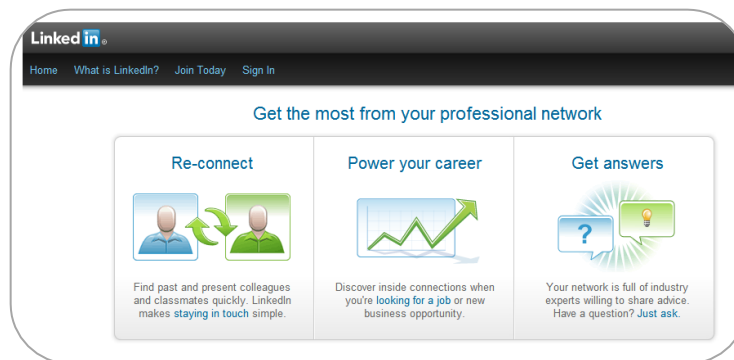 Linked in ®
Home What is LinkedIn? Join Today Sign In
Get the most from your professional network
Re-connect
Find past and present colleagues
and classmates quickly. LinkedIn
makes staying in touch simple.
Power your career
Discover inside connections when
you're looking for a job or new
business opportunity.
Get answers
?
Your network is full of industry
experts willing to share advice.
Have a question? Just ask.